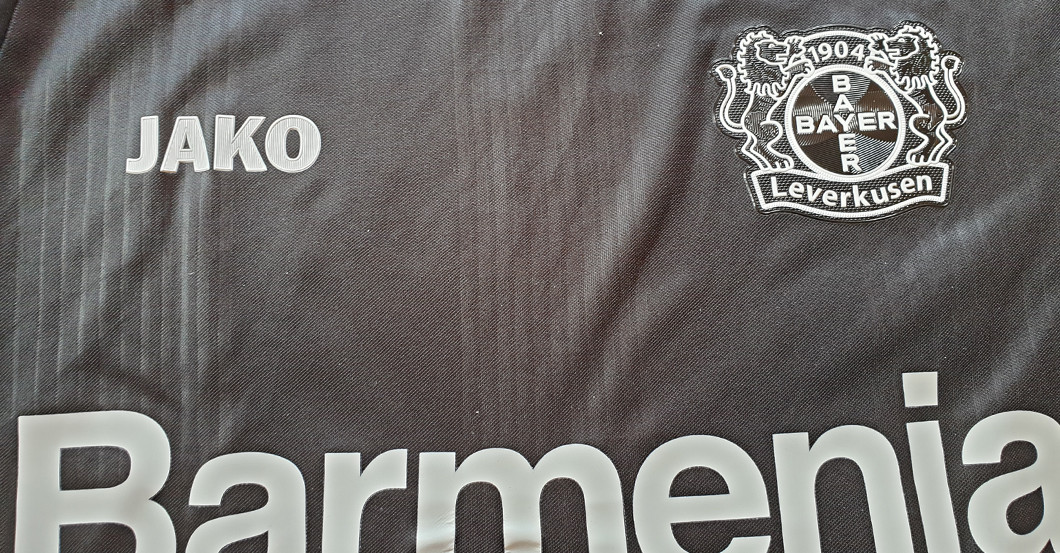 JAKO
1904
BAYER
BAYER
Leverkusen
Barmenia